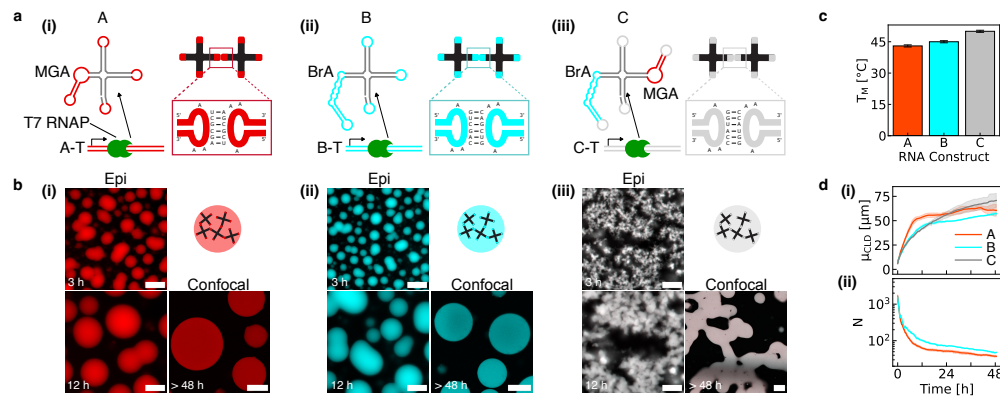 a
(i)
A
MGA
T7 RNAP
A-T
(ii)
B
BrA
B-T
(iii)
C
BrA
MGA
C-T
c
T_M [°C]
45
30
15
0
A B C
RNA Construct
b
(i)
Epi
3 h
12 h
Confocal
> 48 h
(ii)
Epi
3 h
12 h
Confocal
> 48 h
(iii)
Epi
3 h
12 h
Confocal
> 48 h
d
(i)
μ_CLD [μm]
75
50
25
0
A
B
C
(ii)
N
10³
10²
0 24 48
Time [h]